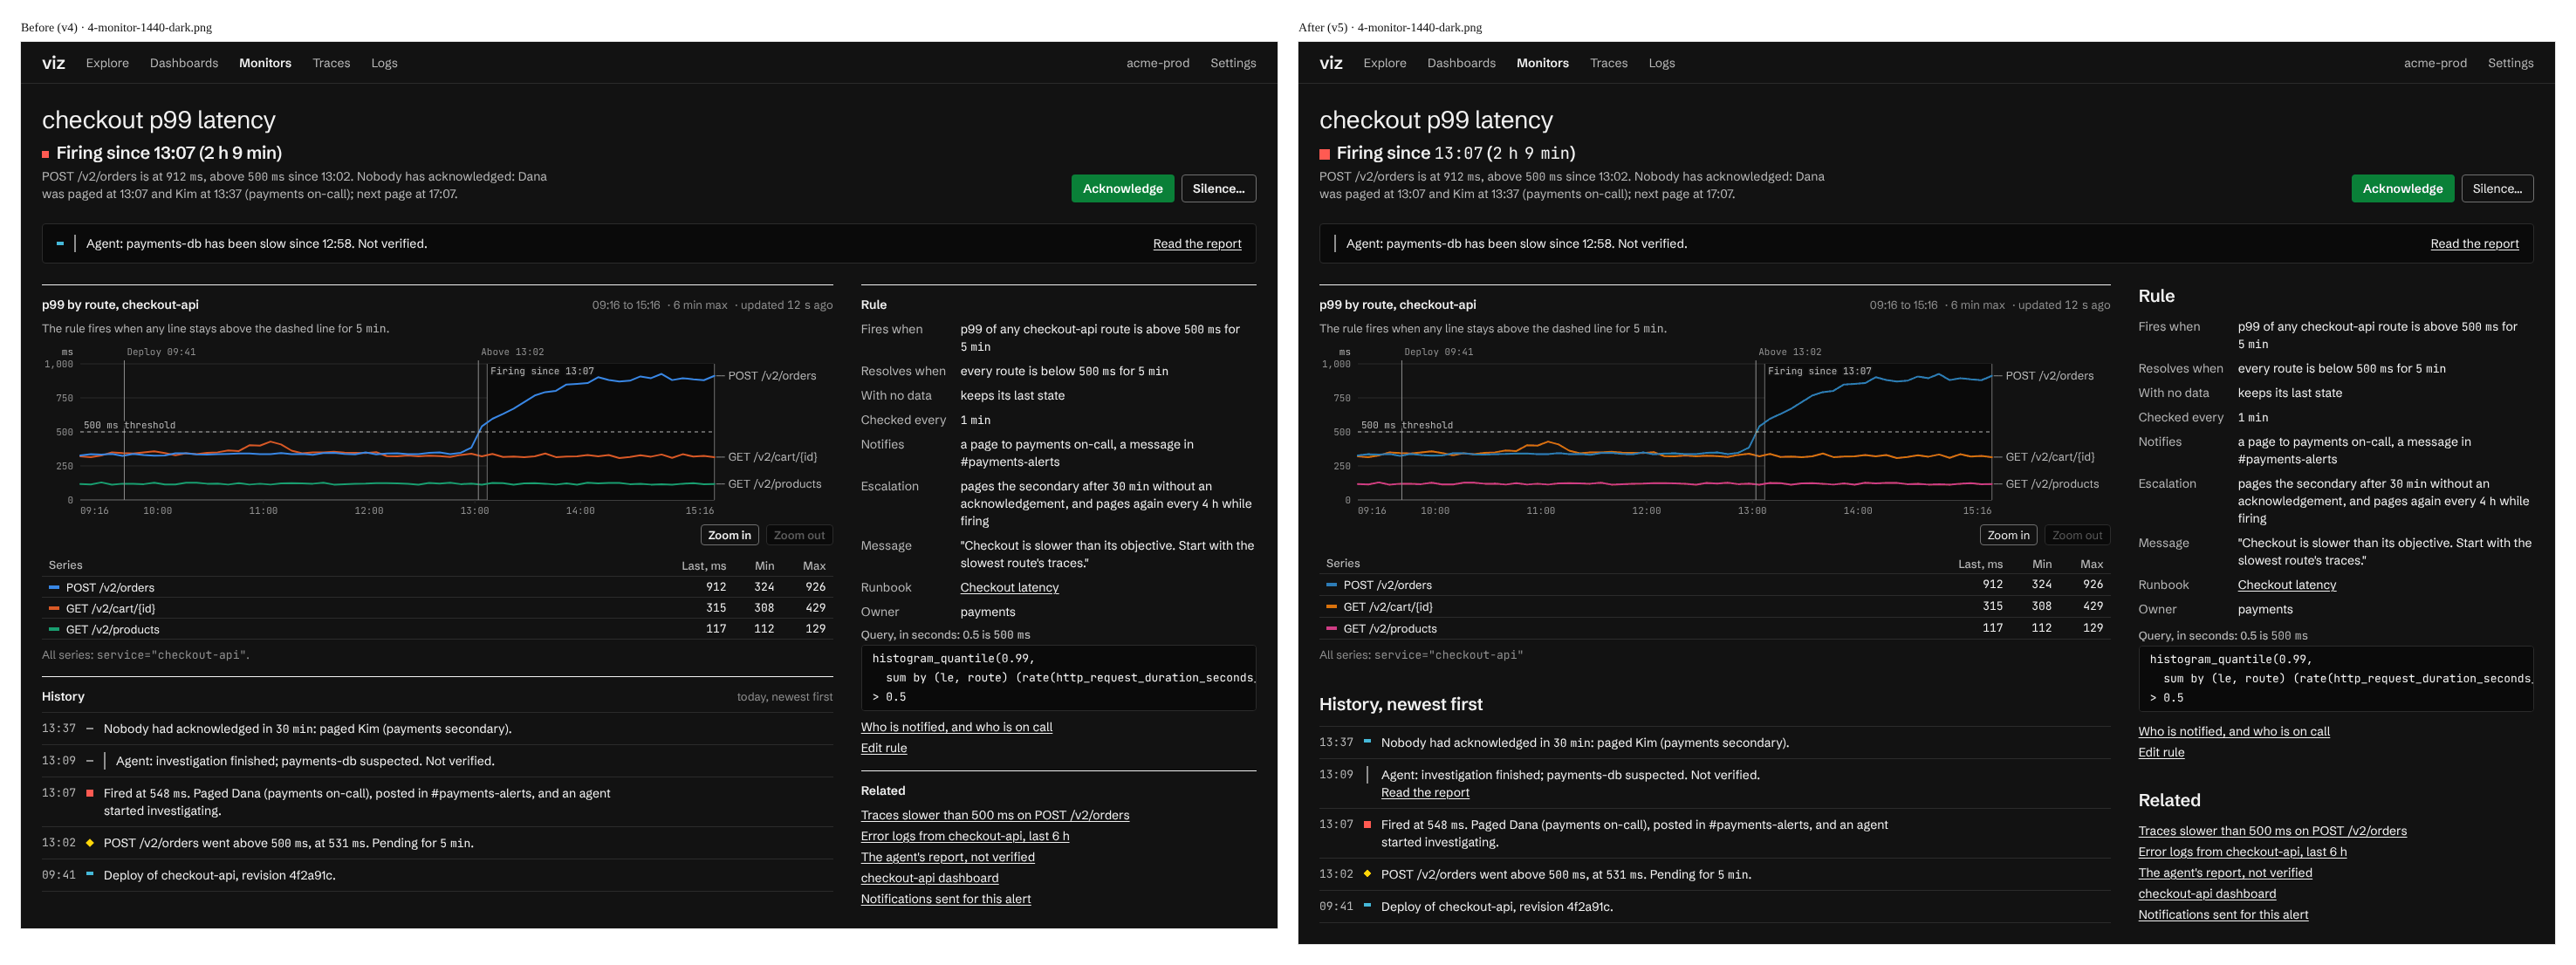 Before (v4) · 4-monitor-1440-dark.png
viz Explore Dashboards Monitors Traces Logs acme-prod Settings
checkout p99 latency
Firing since 13:07 (2 h 9 min)
POST /v2/orders is at 912 ms, above 500 ms since 13:02. Nobody has acknowledged: Dana
was paged at 13:07 and Kim at 13:37 (payments on-call); next page at 17:07.
Acknowledge Silence...
Agent: payments-db has been slow since 12:58. Not verified. Read the report
p99 by route, checkout-api 09:16 to 15:16 · 6 min max · updated 12 s ago
The rule fires when any line stays above the dashed line for 5 min.
ms Deploy 09:41 Above 13:02
1,000 Firing since 13:07
POST /v2/orders
750
500 500 ms threshold
GET /v2/cart/{id}
250
GET /v2/products
0
09:16 10:00 11:00 12:00 13:00 14:00 15:16
Zoom in Zoom out
Series Last, ms Min Max
POST /v2/orders 912 324 926
GET /v2/cart/{id} 315 308 429
GET /v2/products 117 112 129
All series: service="checkout-api".
History today, newest first
13:37 – Nobody had acknowledged in 30 min: paged Kim (payments secondary).
13:09 – Agent: investigation finished; payments-db suspected. Not verified.
13:07 Fired at 548 ms. Paged Dana (payments on-call), posted in #payments-alerts, and an agent
started investigating.
13:02 POST /v2/orders went above 500 ms, at 531 ms. Pending for 5 min.
09:41 Deploy of checkout-api, revision 4f2a91c.
Rule
Fires when p99 of any checkout-api route is above 500 ms for
5 min
Resolves when every route is below 500 ms for 5 min
With no data keeps its last state
Checked every 1 min
Notifies a page to payments on-call, a message in
#payments-alerts
Escalation pages the secondary after 30 min without an
acknowledgement, and pages again every 4 h while
firing
Message "Checkout is slower than its objective. Start with the
slowest route's traces."
Runbook Checkout latency
Owner payments
Query, in seconds: 0.5 is 500 ms
histogram_quantile(0.99,
sum by (le, route) (rate(http_request_duration_seconds_
> 0.5
Who is notified, and who is on call
Edit rule
Related
Traces slower than 500 ms on POST /v2/orders
Error logs from checkout-api, last 6 h
The agent's report, not verified
checkout-api dashboard
Notifications sent for this alert
After (v5) · 4-monitor-1440-dark.png
viz Explore Dashboards Monitors Traces Logs acme-prod Settings
checkout p99 latency
Firing since 13:07 (2 h 9 min)
POST /v2/orders is at 912 ms, above 500 ms since 13:02. Nobody has acknowledged: Dana
was paged at 13:07 and Kim at 13:37 (payments on-call); next page at 17:07.
Acknowledge Silence...
Agent: payments-db has been slow since 12:58. Not verified. Read the report
p99 by route, checkout-api 09:16 to 15:16 · 6 min max · updated 12 s ago
The rule fires when any line stays above the dashed line for 5 min.
ms Deploy 09:41 Above 13:02
1,000 Firing since 13:07
POST /v2/orders
750
500 500 ms threshold
GET /v2/cart/{id}
250
GET /v2/products
0
09:16 10:00 11:00 12:00 13:00 14:00 15:16
Zoom in Zoom out
Series Last, ms Min Max
POST /v2/orders 912 324 926
GET /v2/cart/{id} 315 308 429
GET /v2/products 117 112 129
All series: service="checkout-api"
History, newest first
13:37 Nobody had acknowledged in 30 min: paged Kim (payments secondary).
13:09 Agent: investigation finished; payments-db suspected. Not verified.
Read the report
13:07 Fired at 548 ms. Paged Dana (payments on-call), posted in #payments-alerts, and an agent
started investigating.
13:02 POST /v2/orders went above 500 ms, at 531 ms. Pending for 5 min.
09:41 Deploy of checkout-api, revision 4f2a91c.
Rule
Fires when p99 of any checkout-api route is above 500 ms for
5 min
Resolves when every route is below 500 ms for 5 min
With no data keeps its last state
Checked every 1 min
Notifies a page to payments on-call, a message in
#payments-alerts
Escalation pages the secondary after 30 min without an
acknowledgement, and pages again every 4 h while
firing
Message "Checkout is slower than its objective. Start with the
slowest route's traces."
Runbook Checkout latency
Owner payments
Query, in seconds: 0.5 is 500 ms
histogram_quantile(0.99,
sum by (le, route) (rate(http_request_duration_seconds_
> 0.5
Who is notified, and who is on call
Edit rule
Related
Traces slower than 500 ms on POST /v2/orders
Error logs from checkout-api, last 6 h
The agent's report, not verified
checkout-api dashboard
Notifications sent for this alert